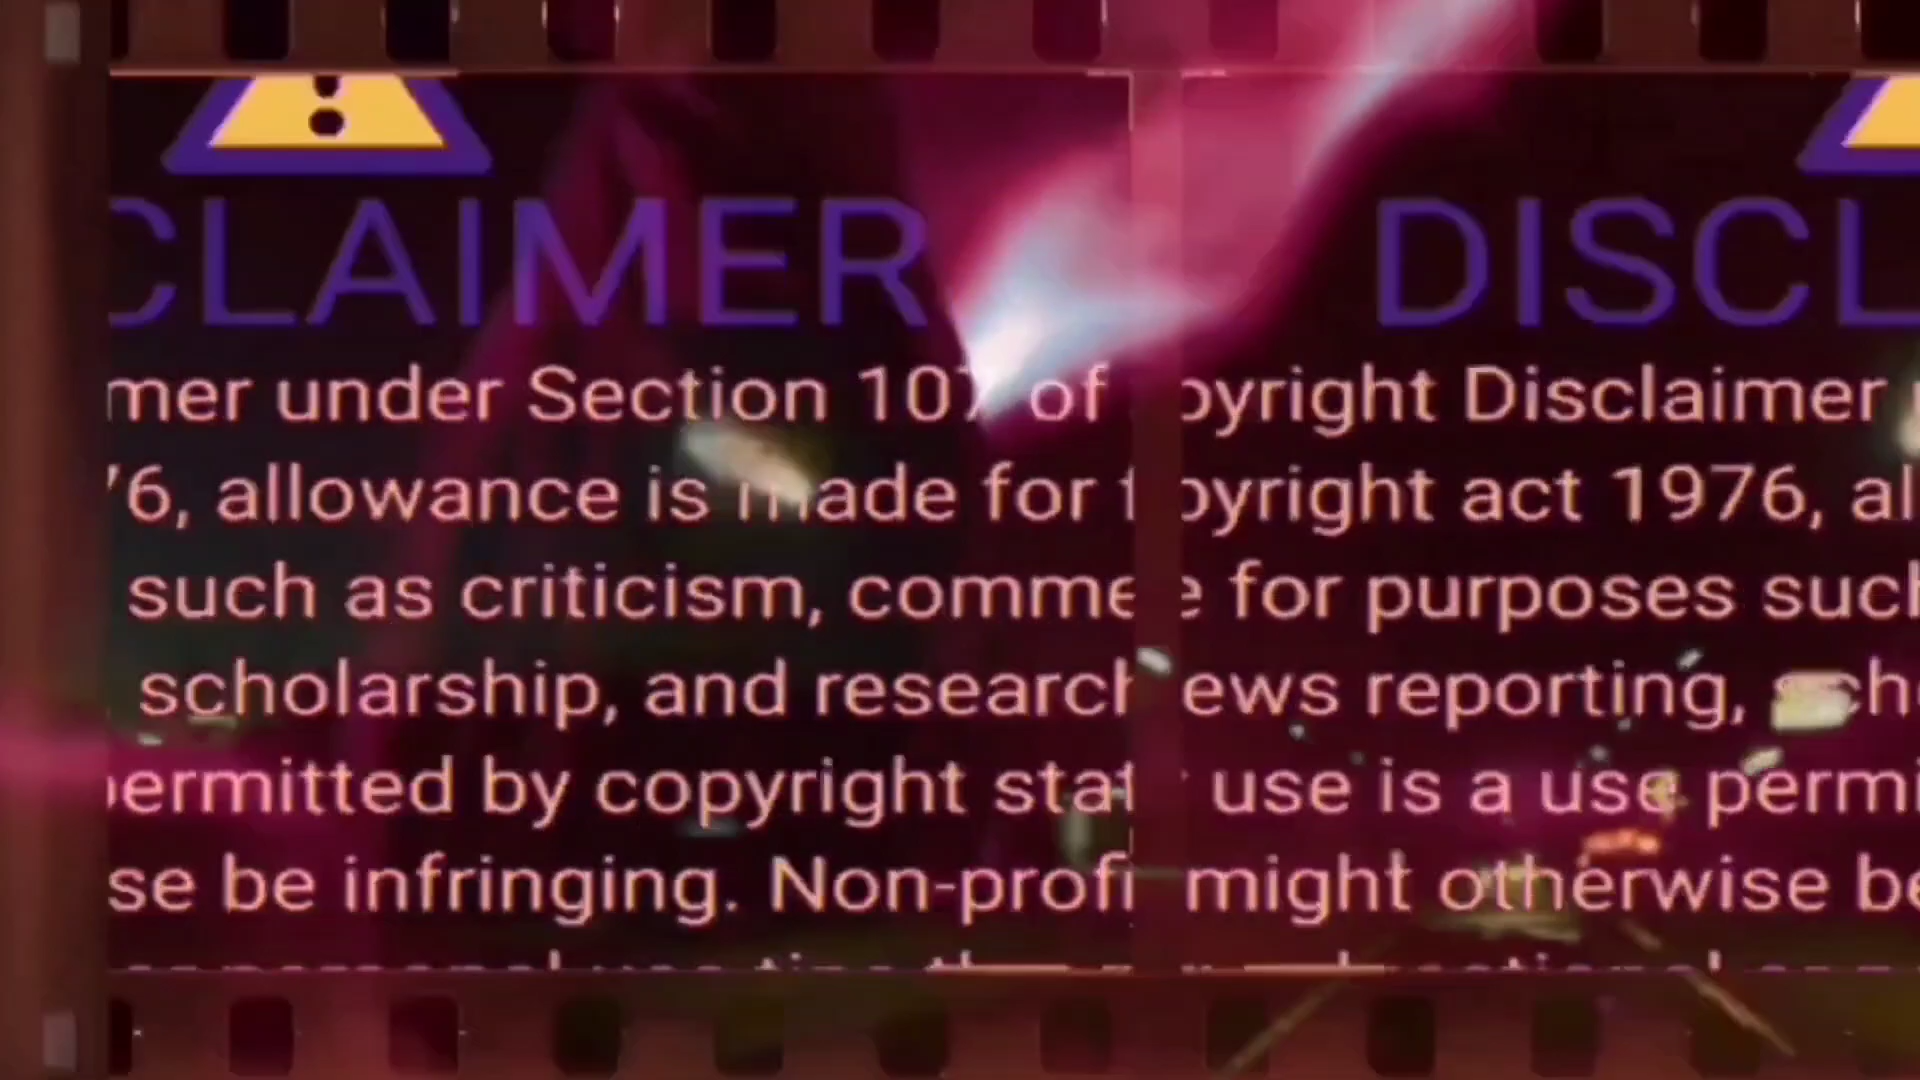 CLAIMER
mer under Section 107 of
6, allowance is made for
such as criticism, comme
scholarship, and research
permitted by copyright stat
se be infringing. Non-profi
DISCL
pyright Disclaimer
pyright act 1976, al
e for purposes such
ews reporting, scho
use is a use permi
might otherwise be